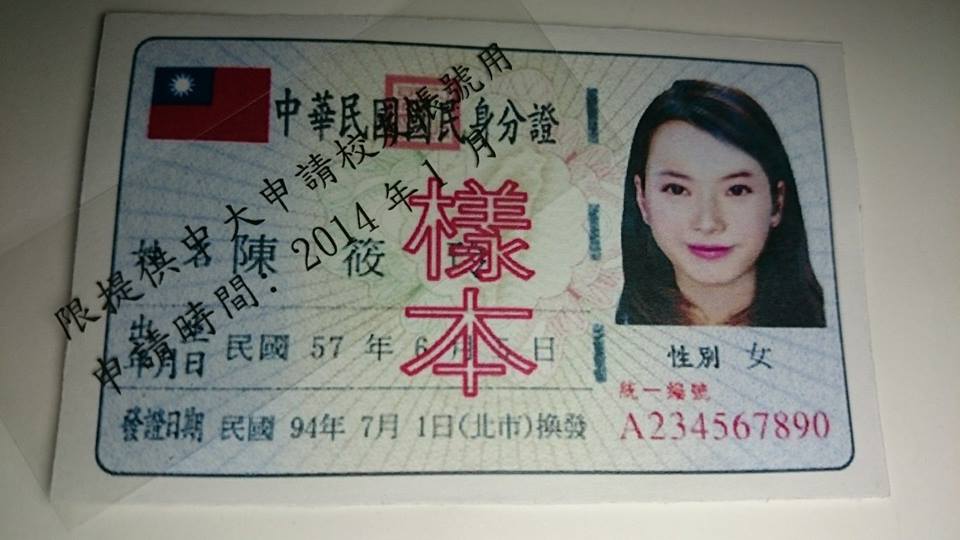 中華民國國民身分證
限提供中大申請校務帳號用
申請時間: 2014 年 1 月
樣本
姓名 陳 筱
出生年月日 民國 57 年 6 月 日
發證日期 民國 94年 7月 1日(北市)換發
性別 女
統一編號
A234567890